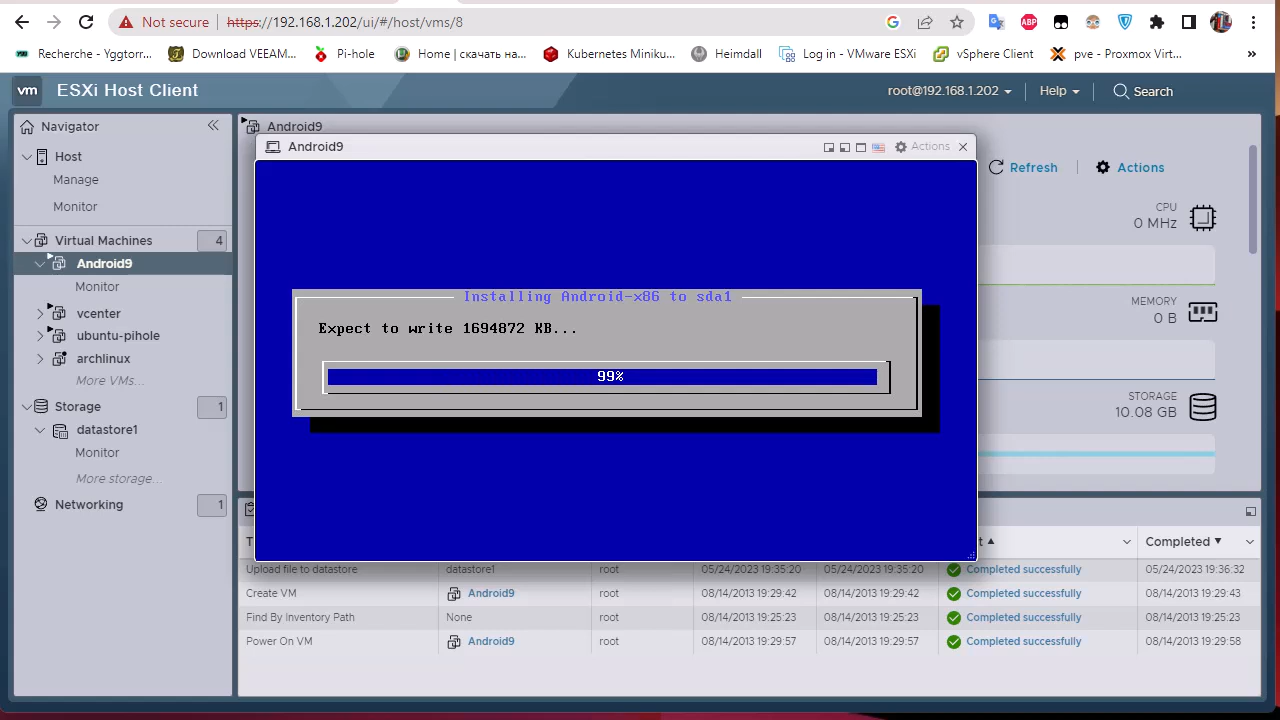 Not secure https://192.168.1.202/ui/#/host/vms/8
Recherche - Yggtorr... Download VEEAM... Pi-hole Home | скачать на... Kubernetes Miniku... Heimdall Log in - VMware ESXi vSphere Client pve - Proxmox Virt... »
vm ESXi Host Client root@192.168.1.202 Help Search
Navigator
Host
Manage
Monitor
Virtual Machines 4
Android9
Monitor
vcenter
ubuntu-pihole
archlinux
More VMs...
Storage 1
datastore1
Monitor
More storage...
Networking 1
Android9
Android9 Actions
Refresh Actions
CPU
0 MHz
MEMORY
0 B
STORAGE
10.08 GB
Installing Android-x86 to sda1
Expect to write 1694872 KB...
99%
Completed
Upload file to datastore datastore1 root 05/24/2023 19:35:20 05/24/2023 19:35:20 Completed successfully 05/24/2023 19:36:32
Create VM Android9 root 08/14/2013 19:29:42 08/14/2013 19:29:42 Completed successfully 08/14/2013 19:29:43
Find By Inventory Path None root 08/14/2013 19:25:23 08/14/2013 19:25:23 Completed successfully 08/14/2013 19:25:23
Power On VM Android9 root 08/14/2013 19:29:57 08/14/2013 19:29:57 Completed successfully 08/14/2013 19:29:58